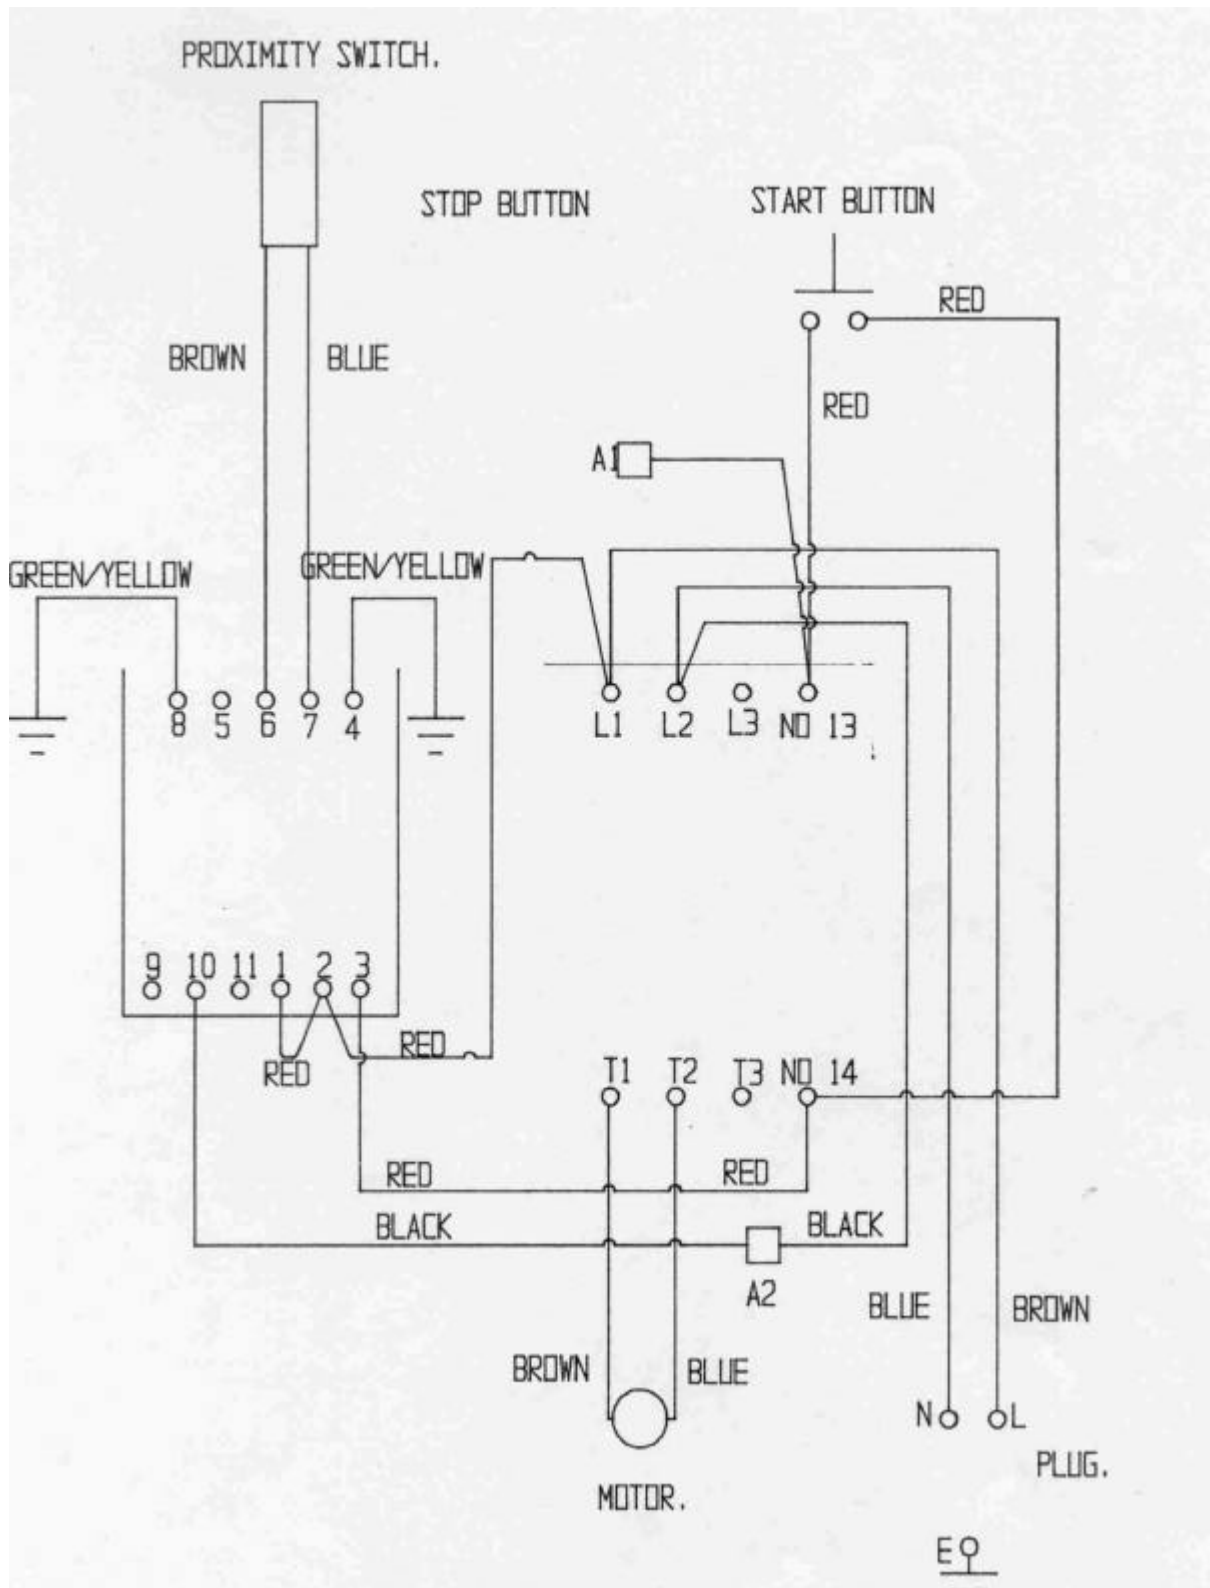 PROXIMITY SWITCH.
STOP BUTTON
START BUTTON
RED
BROWN
BLUE
RED
A1
GREEN/YELLOW
GREEN/YELLOW
8 5 6 7 4
L1 L2 L3 NO 13
9 10 11 1 2 3
RED
RED
T1 T2 T3 NO 14
RED
RED
BLACK
BLACK
A2
BLUE
BROWN
BROWN
BLUE
N
L
PLUG.
MOTOR.
E